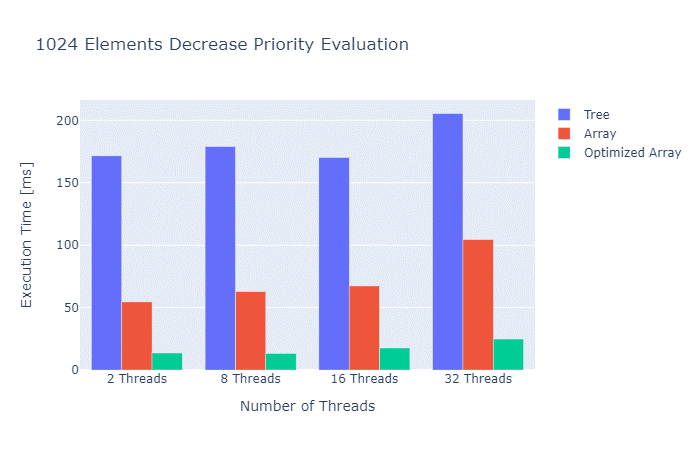 1024 Elements Decrease Priority Evaluation
Tree
Array
Optimized Array
Execution Time [ms]
200
150
100
50
0
2 Threads
8 Threads
16 Threads
32 Threads
Number of Threads